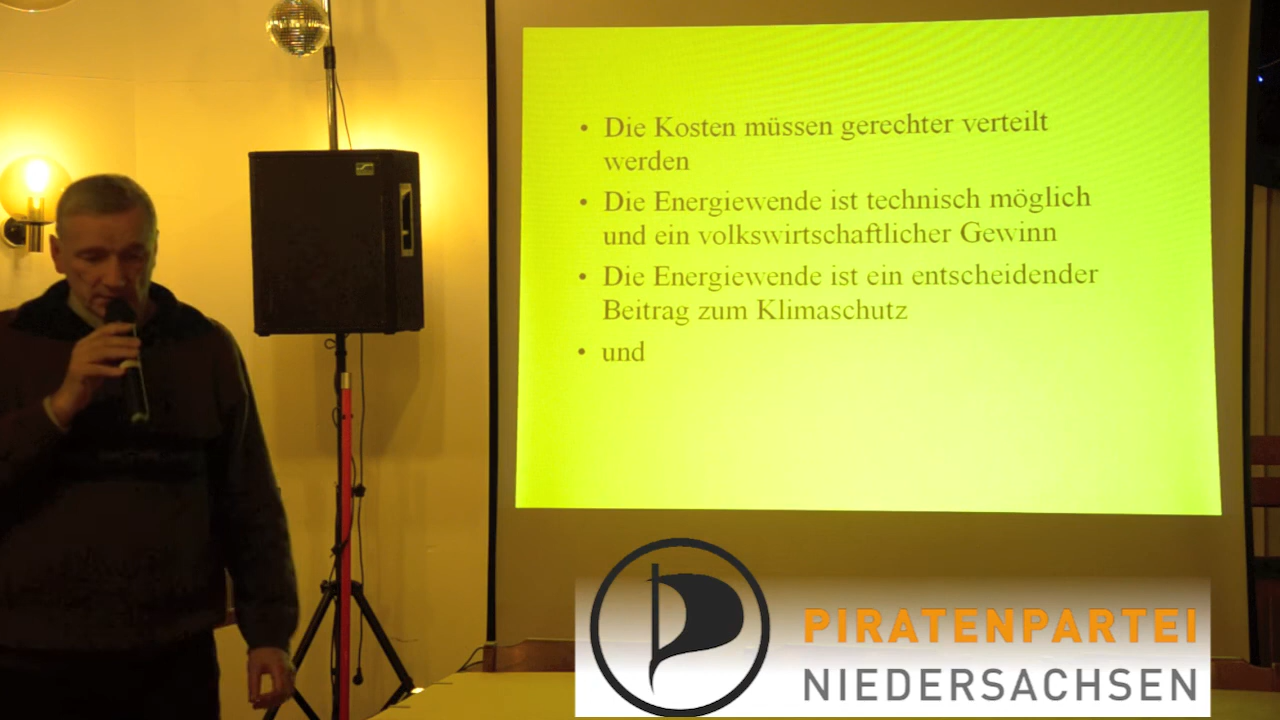 • Die Kosten müssen gerechter verteilt
werden
• Die Energiewende ist technisch möglich
und ein volkswirtschaftlicher Gewinn
• Die Energiewende ist ein entscheidender
Beitrag zum Klimaschutz
• und
PIRATENPARTEI
NIEDERSACHSEN